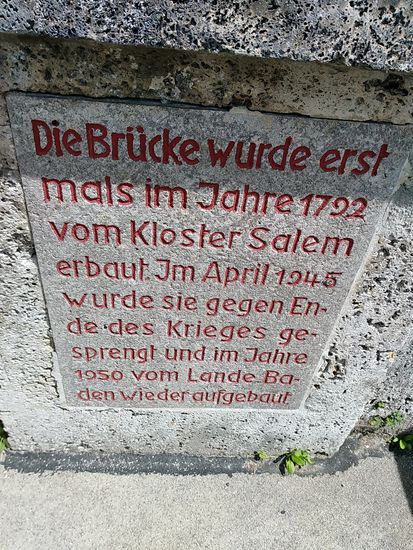 Die Brücke wurde erst
mals im Jahre 1792
vom Kloster Salem
erbaut. Im April 1945
wurde sie gegen En-
de des Krieges ge-
sprengt und im Jahre
1950 vom Lande Ba-
den wieder aufgebaut